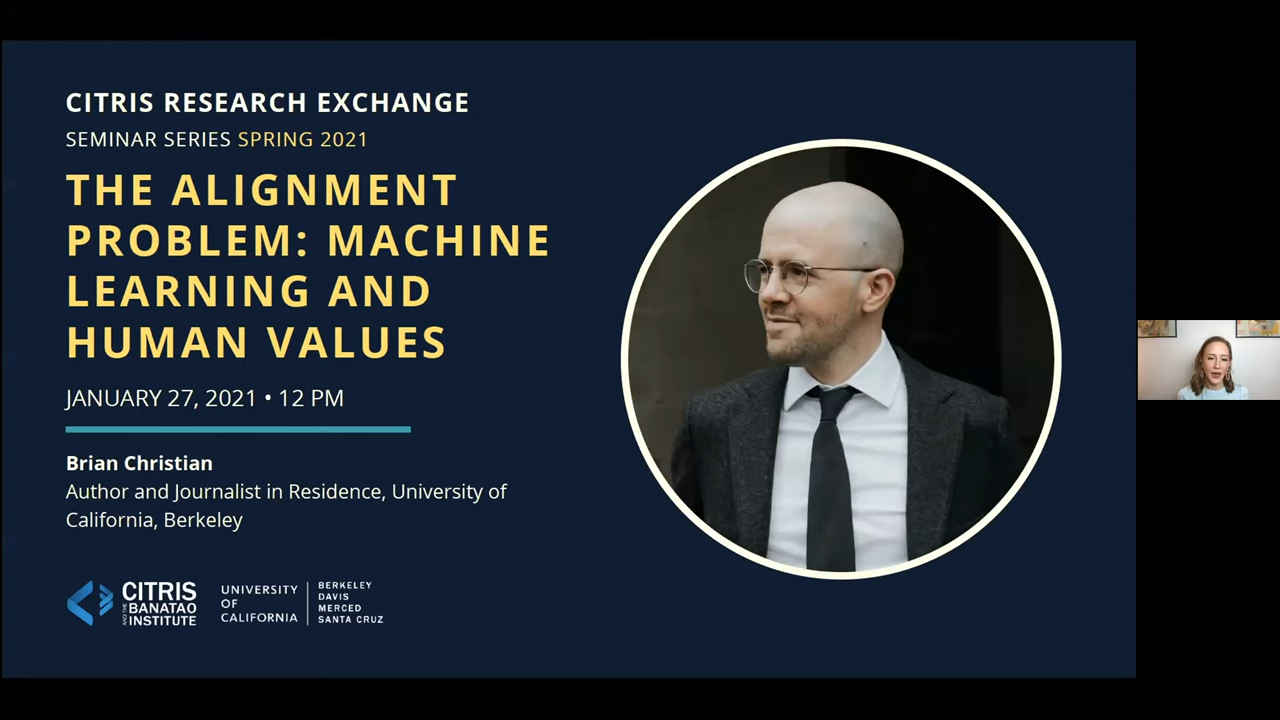 CITRIS RESEARCH EXCHANGE
SEMINAR SERIES SPRING 2021
THE ALIGNMENT
PROBLEM: MACHINE
LEARNING AND
HUMAN VALUES
JANUARY 27, 2021 • 12 PM
Brian Christian
Author and Journalist in Residence, University of
California, Berkeley
CITRIS
AND THE
BANATAO
INSTITUTE
UNIVERSITY
OF
CALIFORNIA
BERKELEY
DAVIS
MERCED
SANTA CRUZ